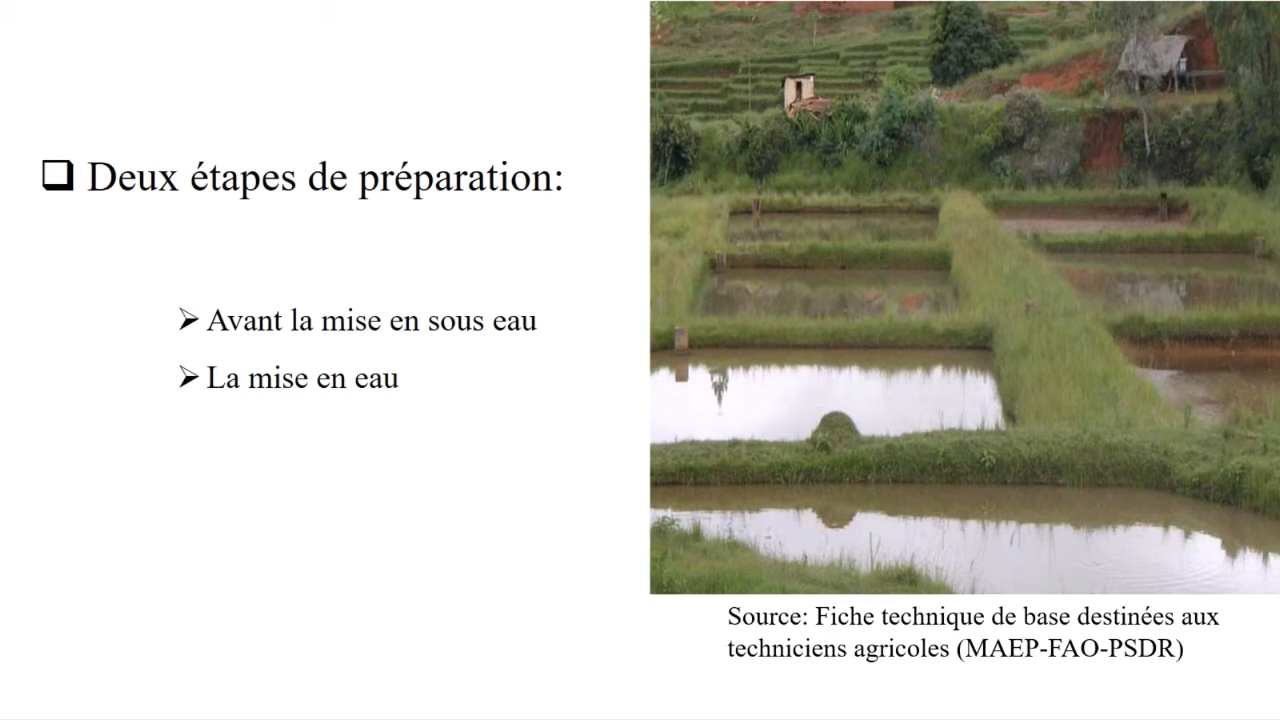 Deux étapes de préparation:
Avant la mise en sous eau
La mise en eau
Source: Fiche technique de base destinées aux
techniciens agricoles (MAEP-FAO-PSDR)